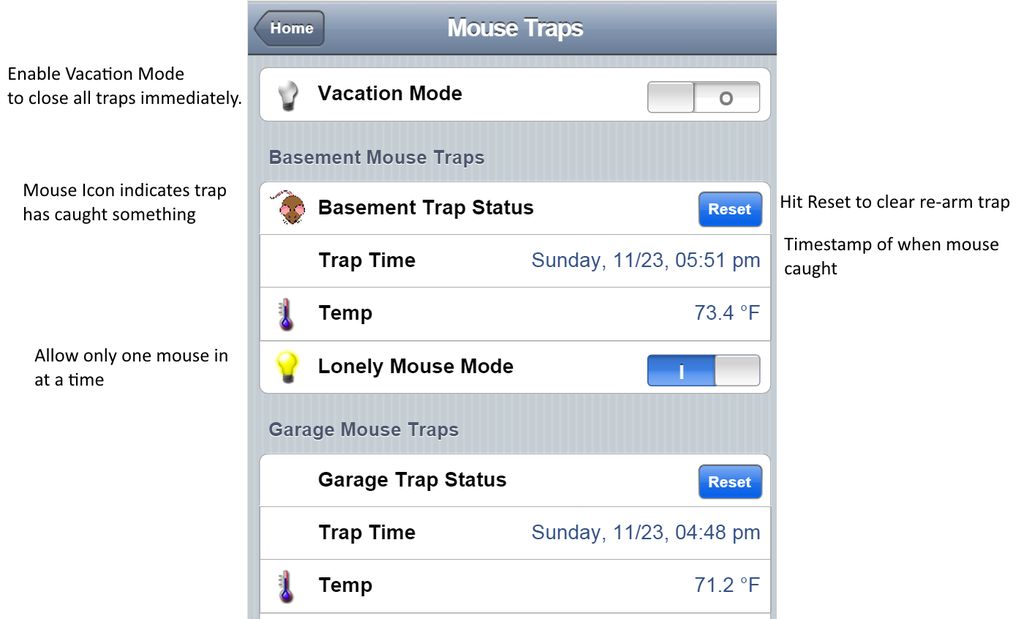 Home
Mouse Traps
Enable Vacation Mode
to close all traps immediately.
Vacation Mode
O
Basement Mouse Traps
Mouse Icon indicates trap
has caught something
Basement Trap Status
Reset
Hit Reset to clear re-arm trap
Trap Time
Sunday, 11/23, 05:51 pm
Timestamp of when mouse
caught
Temp
73.4 °F
Allow only one mouse in
at a time
Lonely Mouse Mode
I
Garage Mouse Traps
Garage Trap Status
Reset
Trap Time
Sunday, 11/23, 04:48 pm
Temp
71.2 °F